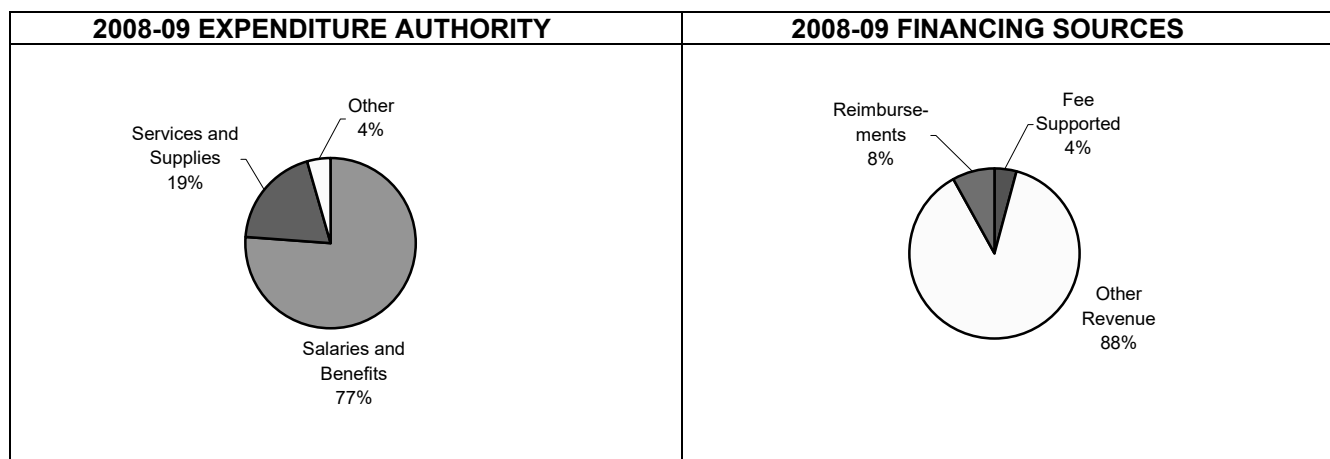 2008-09 EXPENDITURE AUTHORITY
Other
4%
Services and
Supplies
19%
Salaries and
Benefits
77%
2008-09 FINANCING SOURCES
Reimburse-
ments
8%
Fee
Supported
4%
Other
Revenue
88%